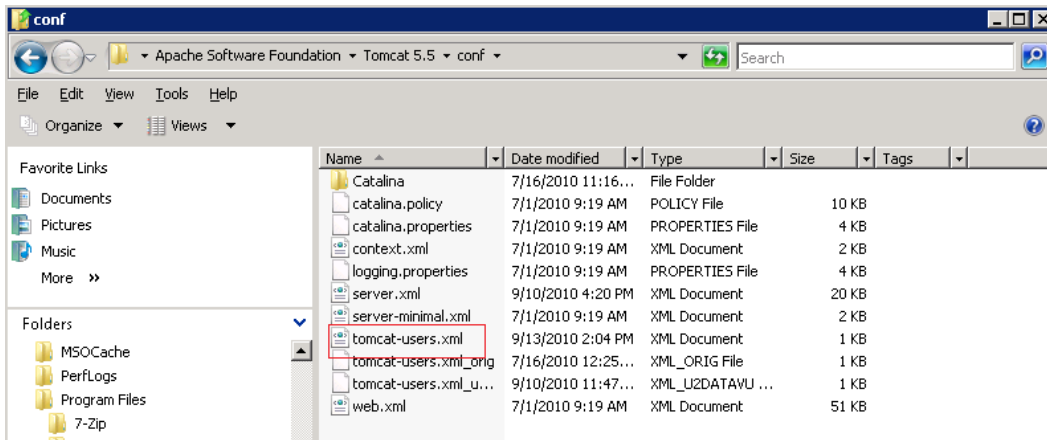 conf
Apache Software Foundation Tomcat 5.5 conf Search
File Edit View Tools Help
Organize Views
Favorite Links
Documents
Pictures
Music
More »
Folders
MSOCache
PerfLogs
Program Files
7-Zip
Name Date modified Type Size Tags
Catalina 7/16/2010 11:16... File Folder
catalina.policy 7/1/2010 9:19 AM POLICY File 10 KB
catalina.properties 7/1/2010 9:19 AM PROPERTIES File 4 KB
context.xml 7/1/2010 9:19 AM XML Document 2 KB
logging.properties 7/1/2010 9:19 AM PROPERTIES File 4 KB
server.xml 9/10/2010 4:20 PM XML Document 20 KB
server-minimal.xml 7/1/2010 9:19 AM XML Document 2 KB
tomcat-users.xml 9/13/2010 2:04 PM XML Document 1 KB
tomcat-users.xml_orig 7/16/2010 12:25... XML_ORIG File 1 KB
tomcat-users.xml_u... 9/10/2010 11:47... XML_U2DATAVU ... 1 KB
web.xml 7/1/2010 9:19 AM XML Document 51 KB